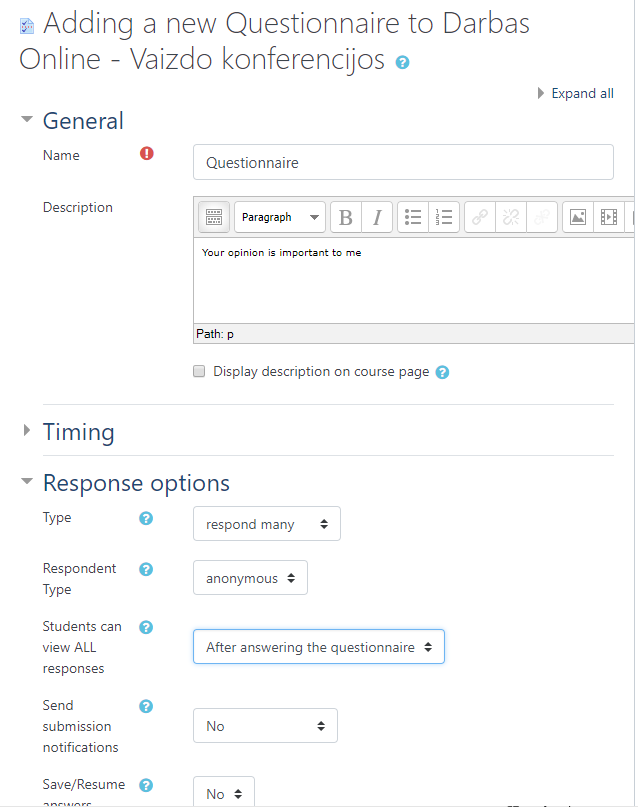 Adding a new Questionnaire to Darbas
Online - Vaizdo konferencijos
Expand all
General
Name
Questionnaire
Description
Paragraph B I
Your opinion is important to me
Path: p
Display description on course page
Timing
Response options
Type
respond many
Respondent
Type
anonymous
Students can
view ALL
responses
After answering the questionnaire
Send
submission
notifications
No
Save/Resume
answers
No